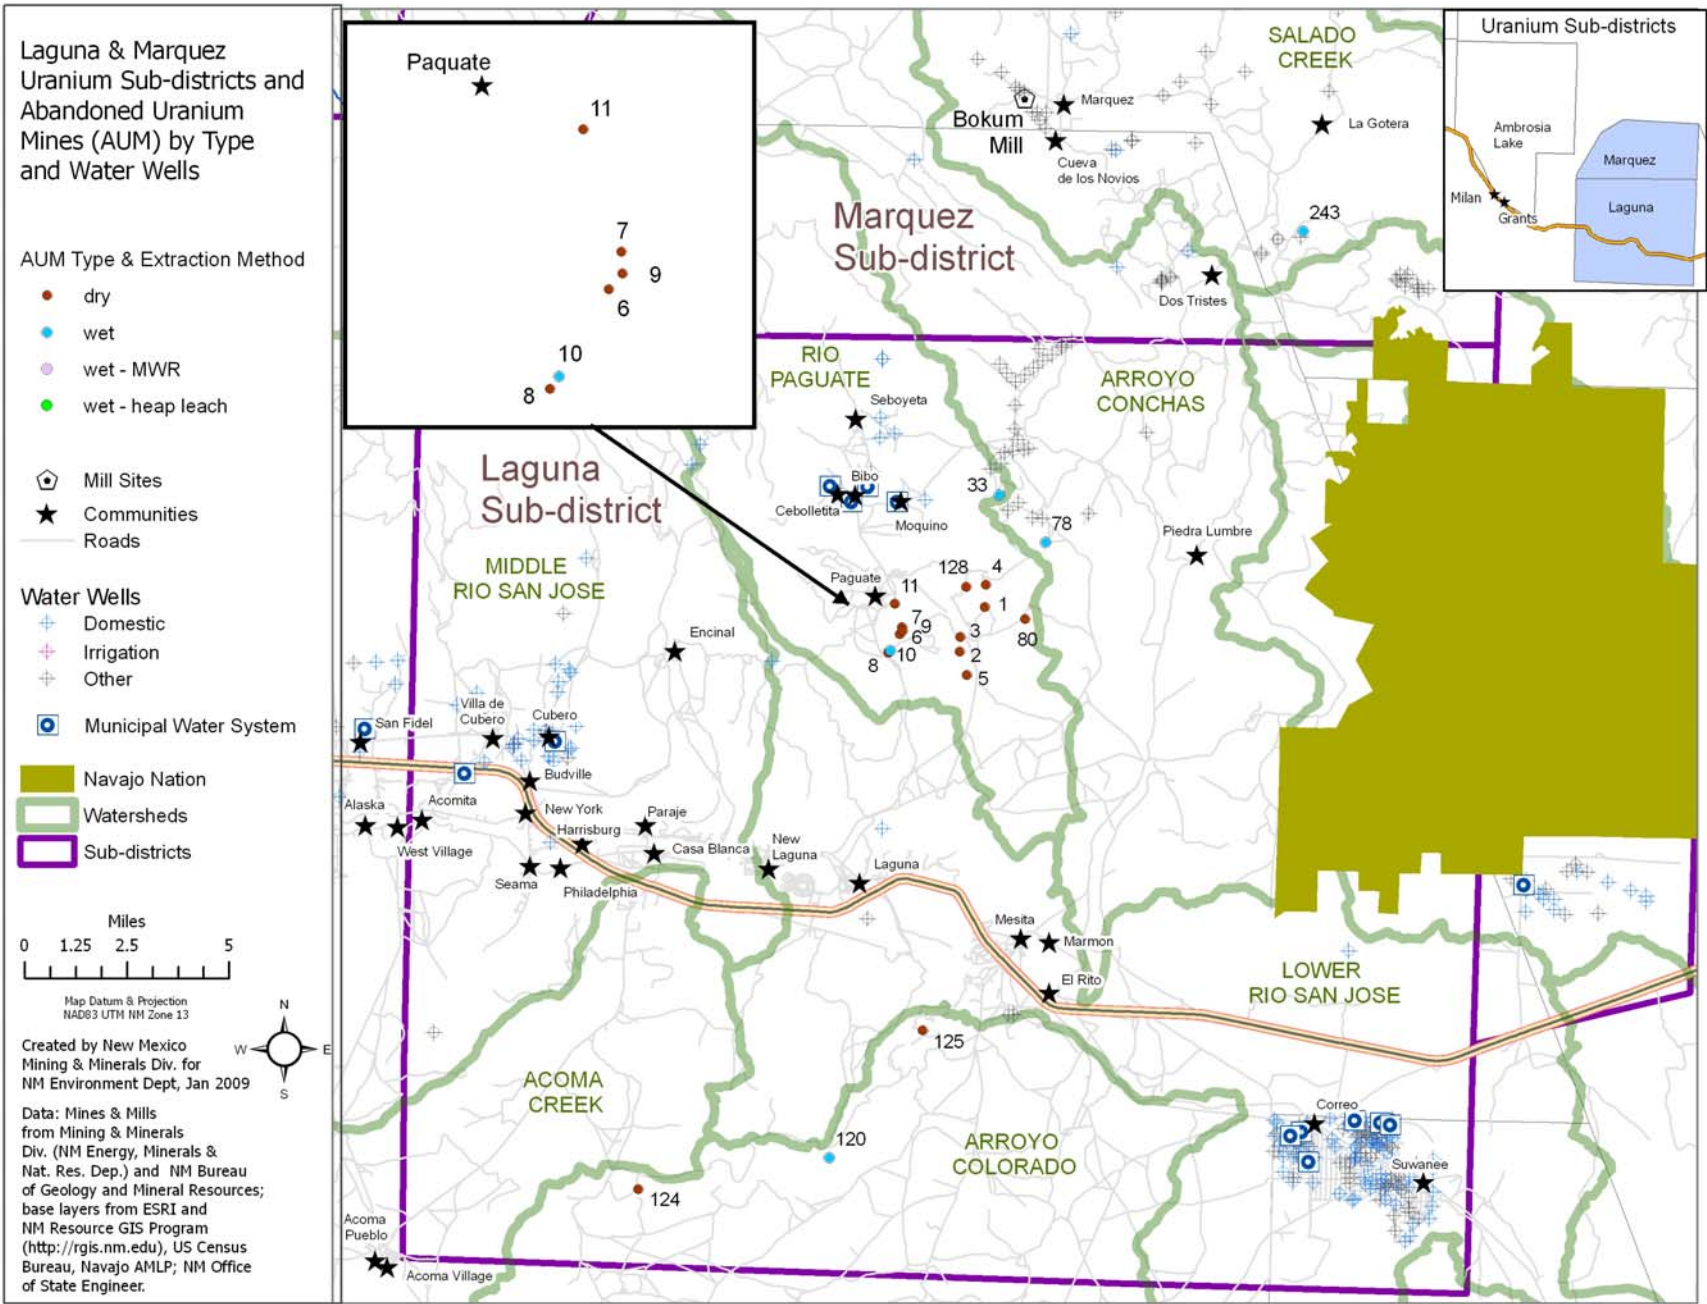 Laguna & Marquez
Uranium Sub-districts and
Abandoned Uranium
Mines (AUM) by Type
and Water Wells
AUM Type & Extraction Method
dry
wet
wet - MWR
wet - heap leach
Mill Sites
Communities
Roads
Water Wells
Domestic
Irrigation
Other
Municipal Water System
Navajo Nation
Watersheds
Sub-districts
Miles
0 1.25 2.5 5
Map Datum & Projection
NAD83 UTM NM Zone 13
N
W E
S
Created by New Mexico
Mining & Minerals Div. for
NM Environment Dept, Jan 2009
Data: Mines & Mills
from Mining & Minerals
Div. (NM Energy, Minerals &
Nat. Res. Dep.) and NM Bureau
of Geology and Mineral Resources;
base layers from ESRI and
NM Resource GIS Program
(http://rgis.nm.edu), US Census
Bureau, Navajo AMLP; NM Office
of State Engineer.
Paquate
11
7
9
6
10
8
Uranium Sub-districts
Ambrosia
Lake
Marquez
Milan
Grants
Laguna
SALADO
CREEK
Marquez
Bokum
Mill
La Gotera
Cueva
de los Novios
Marquez
Sub-district
243
Dos Tristes
RIO
PAGUATE
ARROYO
CONCHAS
Seboyeta
Laguna
Sub-district
Bibo
Cebolletita
Moquino
33
78
Piedra Lumbre
MIDDLE
RIO SAN JOSE
Paguate
11
128
4
1
7
9
6
3
80
8
10
2
5
Encinal
San Fidel
Villa de
Cubero
Cubero
Budville
Alaska
Acomita
New York
Paraje
Harrisburg
West Village
Casa Blanca
New
Laguna
Laguna
Seama
Philadelphia
Mesita
Marmon
El Rito
LOWER
RIO SAN JOSE
125
ACOMA
CREEK
Correo
120
ARROYO
COLORADO
Suwanee
124
Acoma
Pueblo
Acoma Village